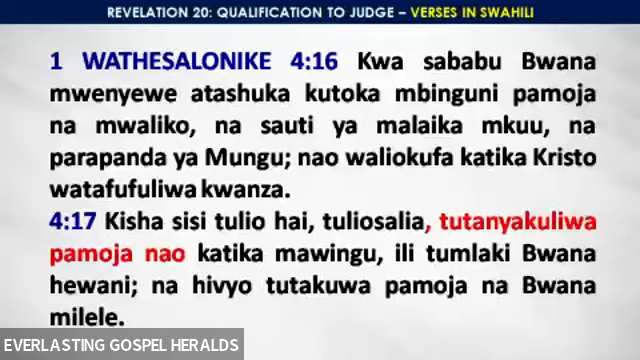 REVELATION 20: QUALIFICATION TO JUDGE – VERSES IN SWAHILI
1 WATHESALONIKE 4:16 Kwa sababu Bwana
mwenyewe atashuka kutoka mbinguni pamoja
na mwaliko, na sauti ya malaika mkuu, na
parapanda ya Mungu; nao waliokufa katika Kristo
watafufuliwa kwanza.
4:17 Kisha sisi tulio hai, tuliosalia, tutanyakuliwa
pamoja nao katika mawingu, ili tumlaki Bwana
hewani; na hivyo tutakuwa pamoja na Bwana
milele.
EVERLASTING GOSPEL HERALDS